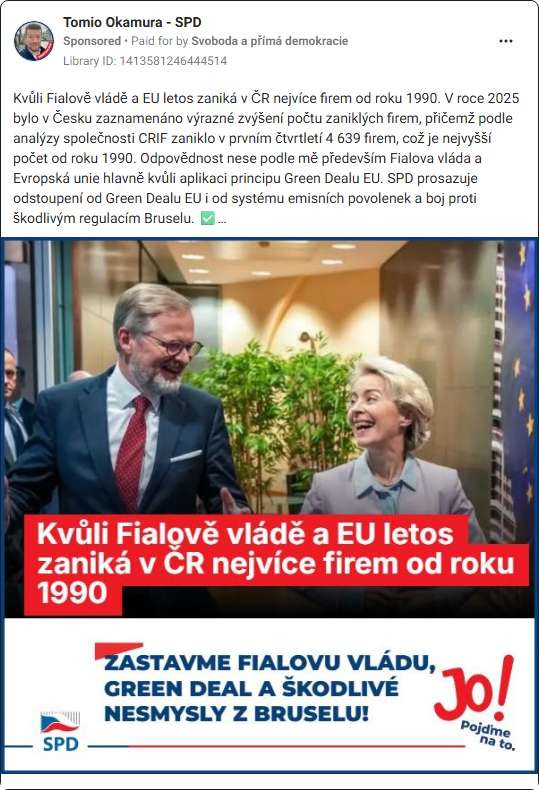 Tomio Okamura - SPD
Sponsored • Paid for by Svoboda a přímá demokracie
Library ID: 1413581246444514
Kvůli Fialově vládě a EU letos zaniká v ČR nejvíce firem od roku 1990. V roce 2025
bylo v Česku zaznamenáno výrazné zvýšení počtu zaniklých firem, přičemž podle
analýzy společnosti CRIF zaniklo v prvním čtvrtletí 4 639 firem, což je nejvyšší
počet od roku 1990. Odpovědnost nese podle mě především Fialova vláda a
Evropská unie hlavně kvůli aplikaci principu Green Dealu EU. SPD prosazuje
odstoupení od Green Dealu EU i od systému emisních povolenek a boj proti
škodlivým regulacím Bruselu. ✅ ...
Kvůli Fialově vládě a EU letos
zaniká v ČR nejvíce firem od roku
1990
ZASTAVME FIALOVU VLÁDU,
GREEN DEAL A ŠKODLIVÉ
NESMYSLY Z BRUSELU!
Jo!
Pojďme
na to.
SPD